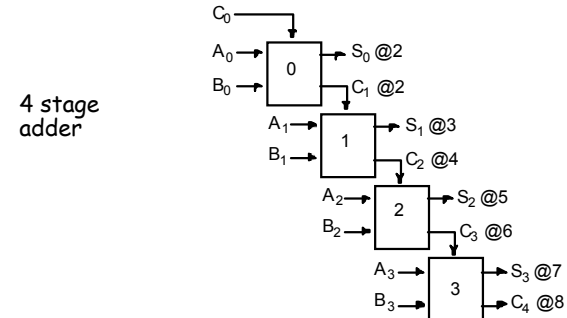 C₀
A₀
S₀ @2
0
B₀
C₁ @2
4 stage
adder
A₁
S₁ @3
1
B₁
C₂ @4
A₂
S₂ @5
2
B₂
C₃ @6
A₃
S₃ @7
3
B₃
C₄ @8